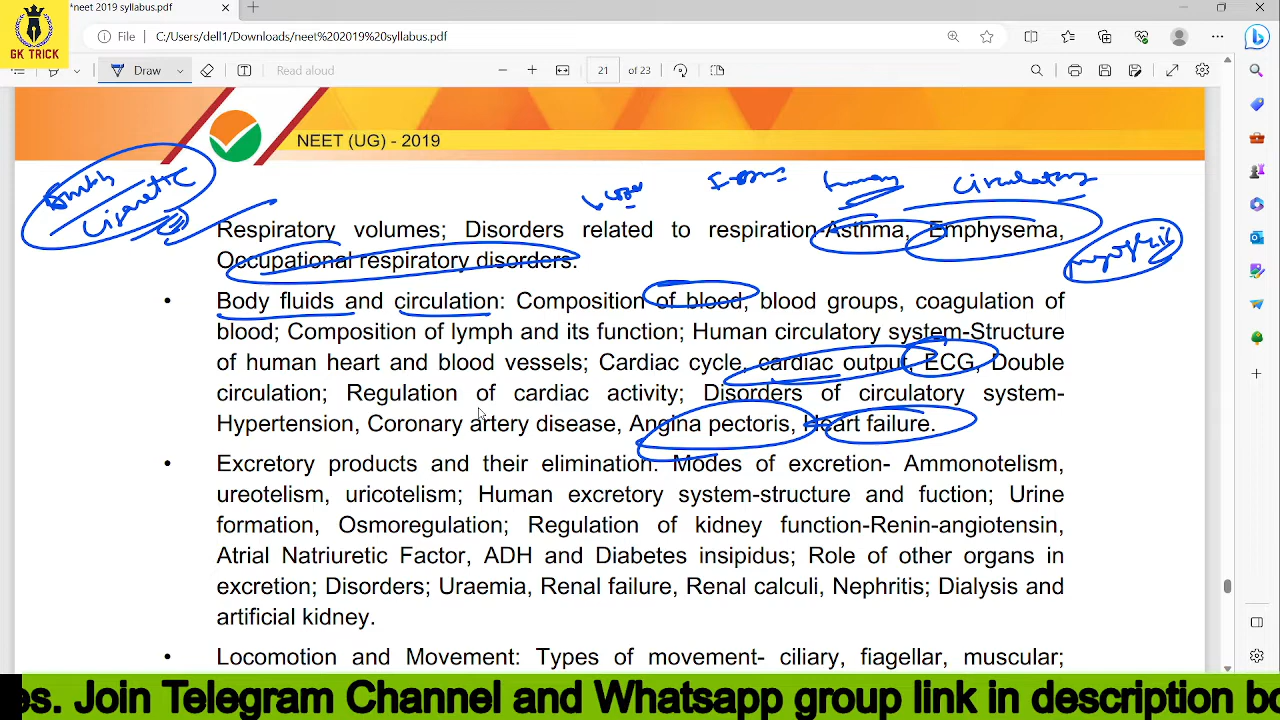 *neet 2019 syllabus.pdf
GK TRICK
File C:/Users/dell1/Downloads/neet%202019%20syllabus.pdf
Draw Read aloud 21 of 23
NEET (UG) - 2019
human circulatory
Respiratory volumes; Disorders related to respiration-Asthma, Emphysema,
Occupational respiratory disorders.
• Body fluids and circulation: Composition of blood, blood groups, coagulation of
blood; Composition of lymph and its function; Human circulatory system-Structure
of human heart and blood vessels; Cardiac cycle, cardiac output, ECG, Double
circulation; Regulation of cardiac activity; Disorders of circulatory system-
Hypertension, Coronary artery disease, Angina pectoris, Heart failure.
• Excretory products and their elimination: Modes of excretion- Ammonotelism,
ureotelism, uricotelism; Human excretory system-structure and fuction; Urine
formation, Osmoregulation; Regulation of kidney function-Renin-angiotensin,
Atrial Natriuretic Factor, ADH and Diabetes insipidus; Role of other organs in
excretion; Disorders; Uraemia, Renal failure, Renal calculi, Nephritis; Dialysis and
artificial kidney.
• Locomotion and Movement: Types of movement- ciliary, fiagellar, muscular;
es. Join Telegram Channel and Whatsapp group link in description bo